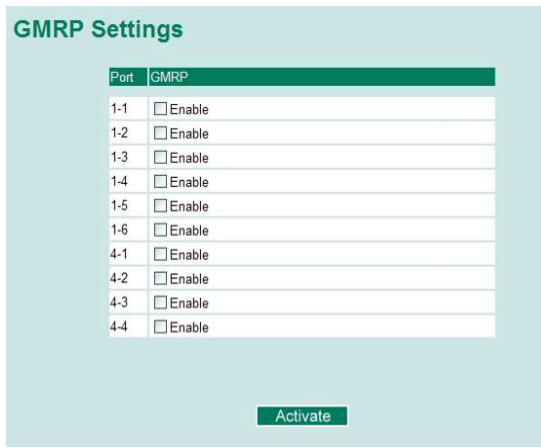 GMRP Settings
Port GMRP
1-1 Enable
1-2 Enable
1-3 Enable
1-4 Enable
1-5 Enable
1-6 Enable
4-1 Enable
4-2 Enable
4-3 Enable
4-4 Enable
Activate